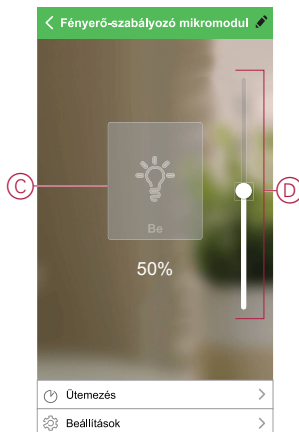 Fényerő-szabályozó mikromodul
C
D
Be
50%
Ütemezés
Beállítások